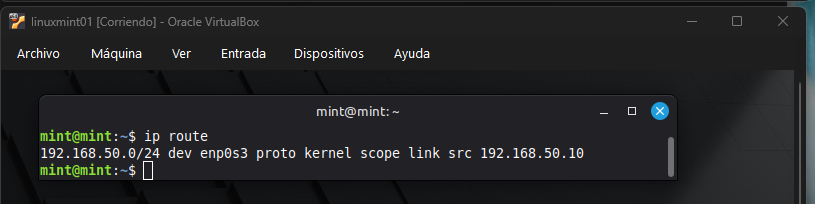 linuxmint01 [Corriendo] - Oracle VirtualBox
Archivo Máquina Ver Entrada Dispositivos Ayuda
mint@mint: ~
mint@mint:~$ ip route
192.168.50.0/24 dev enp0s3 proto kernel scope link src 192.168.50.10
mint@mint:~$